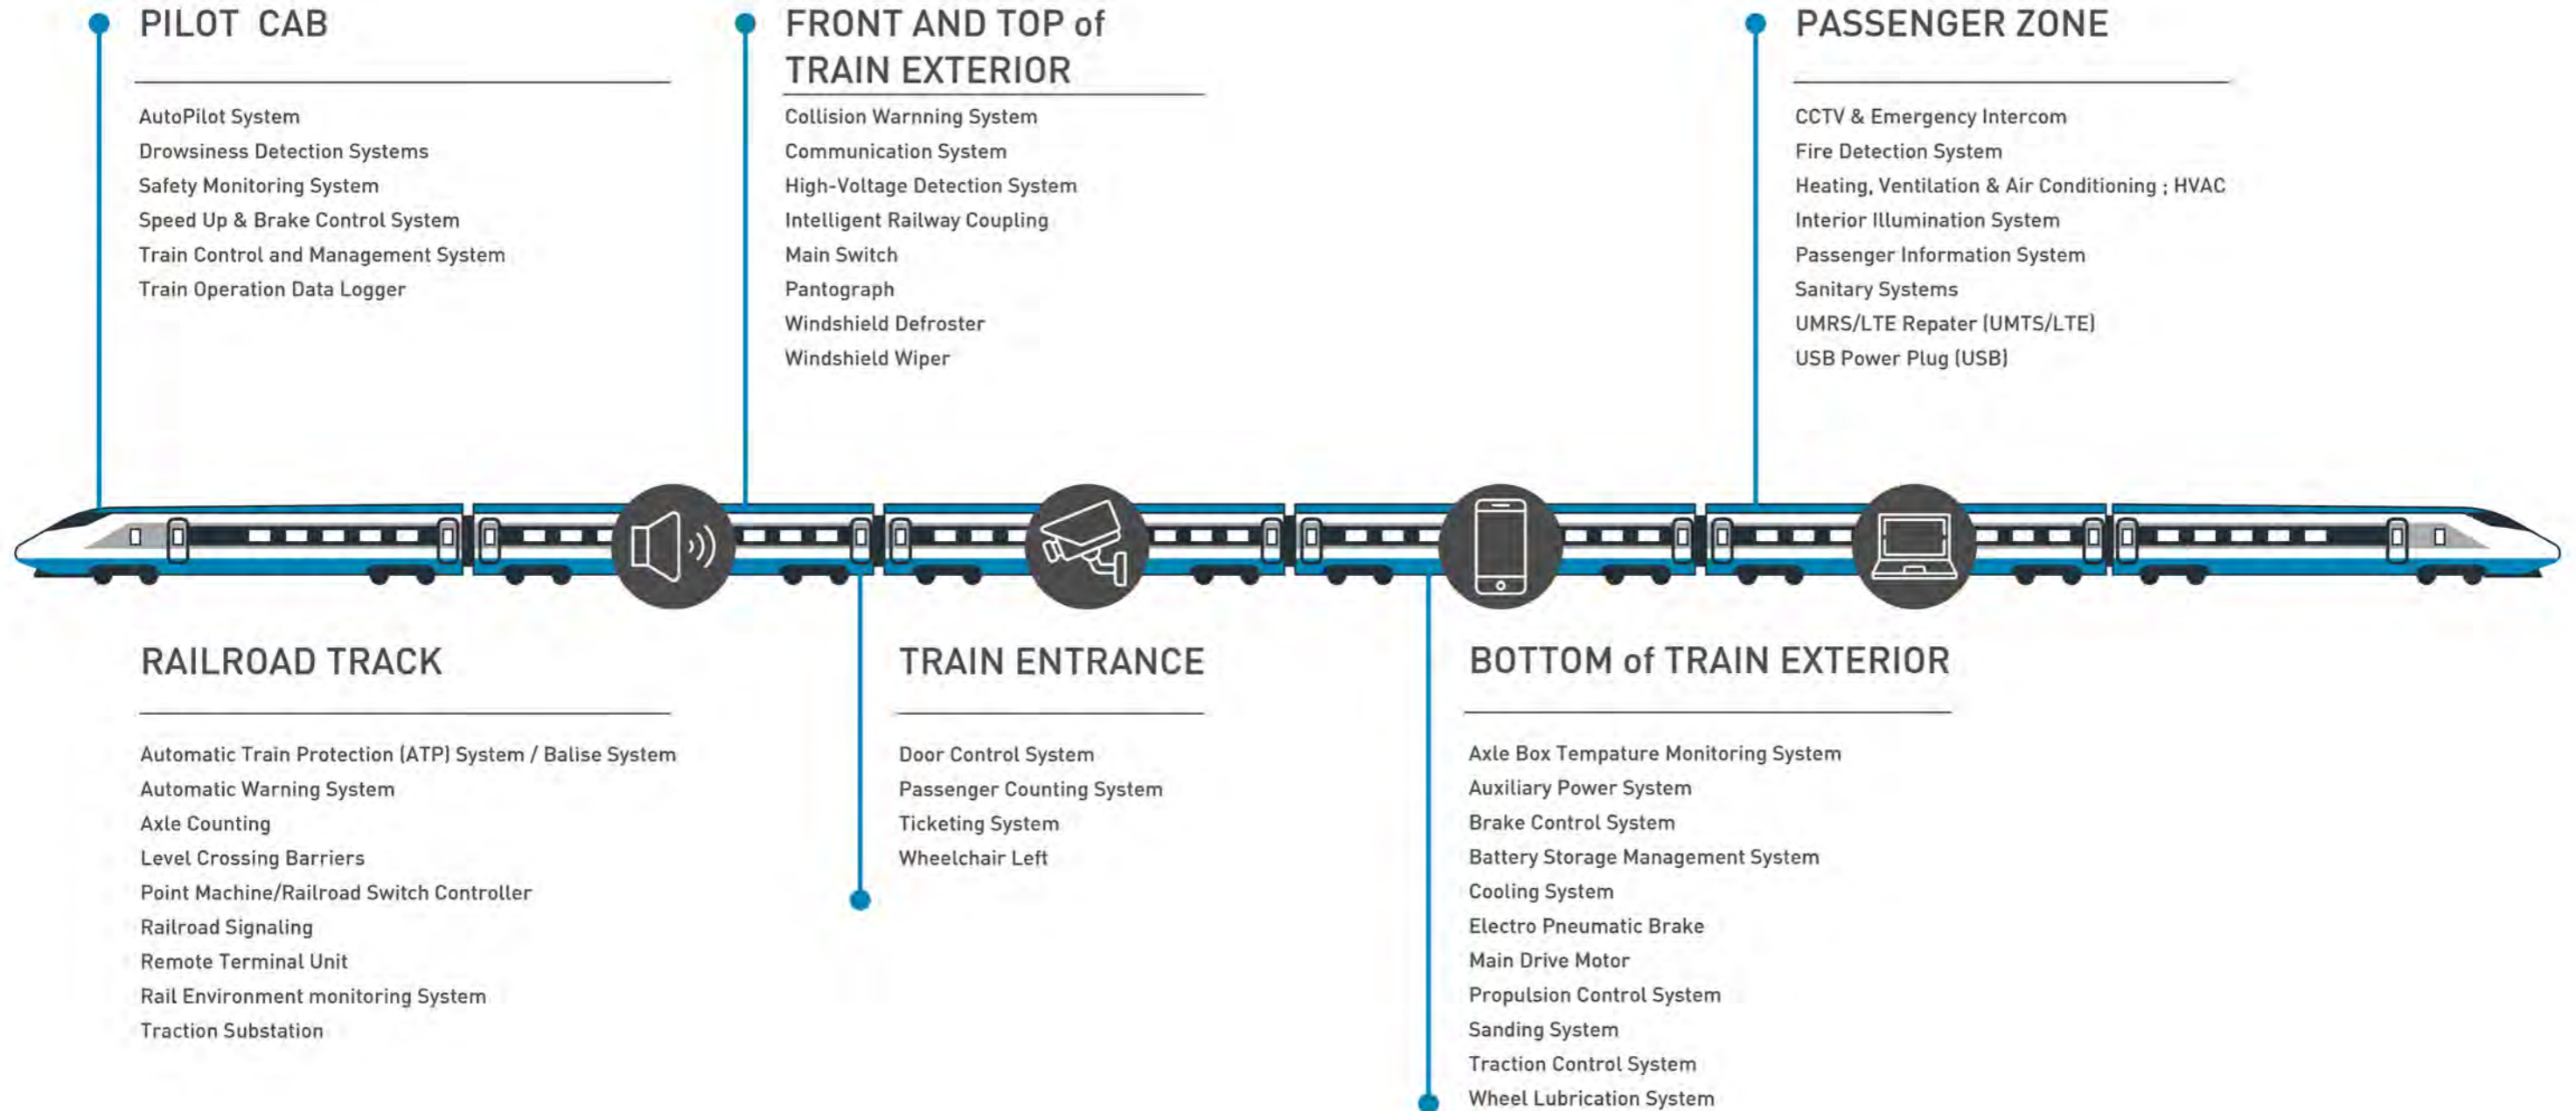 PILOT CAB
AutoPilot System
Drowsiness Detection Systems
Safety Monitoring System
Speed Up & Brake Control System
Train Control and Management System
Train Operation Data Logger
FRONT AND TOP of
TRAIN EXTERIOR
Collision Warnning System
Communication System
High-Voltage Detection System
Intelligent Railway Coupling
Main Switch
Pantograph
Windshield Defroster
Windshield Wiper
PASSENGER ZONE
CCTV & Emergency Intercom
Fire Detection System
Heating, Ventilation & Air Conditioning ; HVAC
Interior Illumination System
Passenger Information System
Sanitary Systems
UMRS/LTE Repater (UMTS/LTE)
USB Power Plug (USB)
RAILROAD TRACK
Automatic Train Protection (ATP) System / Balise System
Automatic Warning System
Axle Counting
Level Crossing Barriers
Point Machine/Railroad Switch Controller
Railroad Signaling
Remote Terminal Unit
Rail Environment monitoring System
Traction Substation
TRAIN ENTRANCE
Door Control System
Passenger Counting System
Ticketing System
Wheelchair Left
BOTTOM of TRAIN EXTERIOR
Axle Box Tempature Monitoring System
Auxiliary Power System
Brake Control System
Battery Storage Management System
Cooling System
Electro Pneumatic Brake
Main Drive Motor
Propulsion Control System
Sanding System
Traction Control System
Wheel Lubrication System